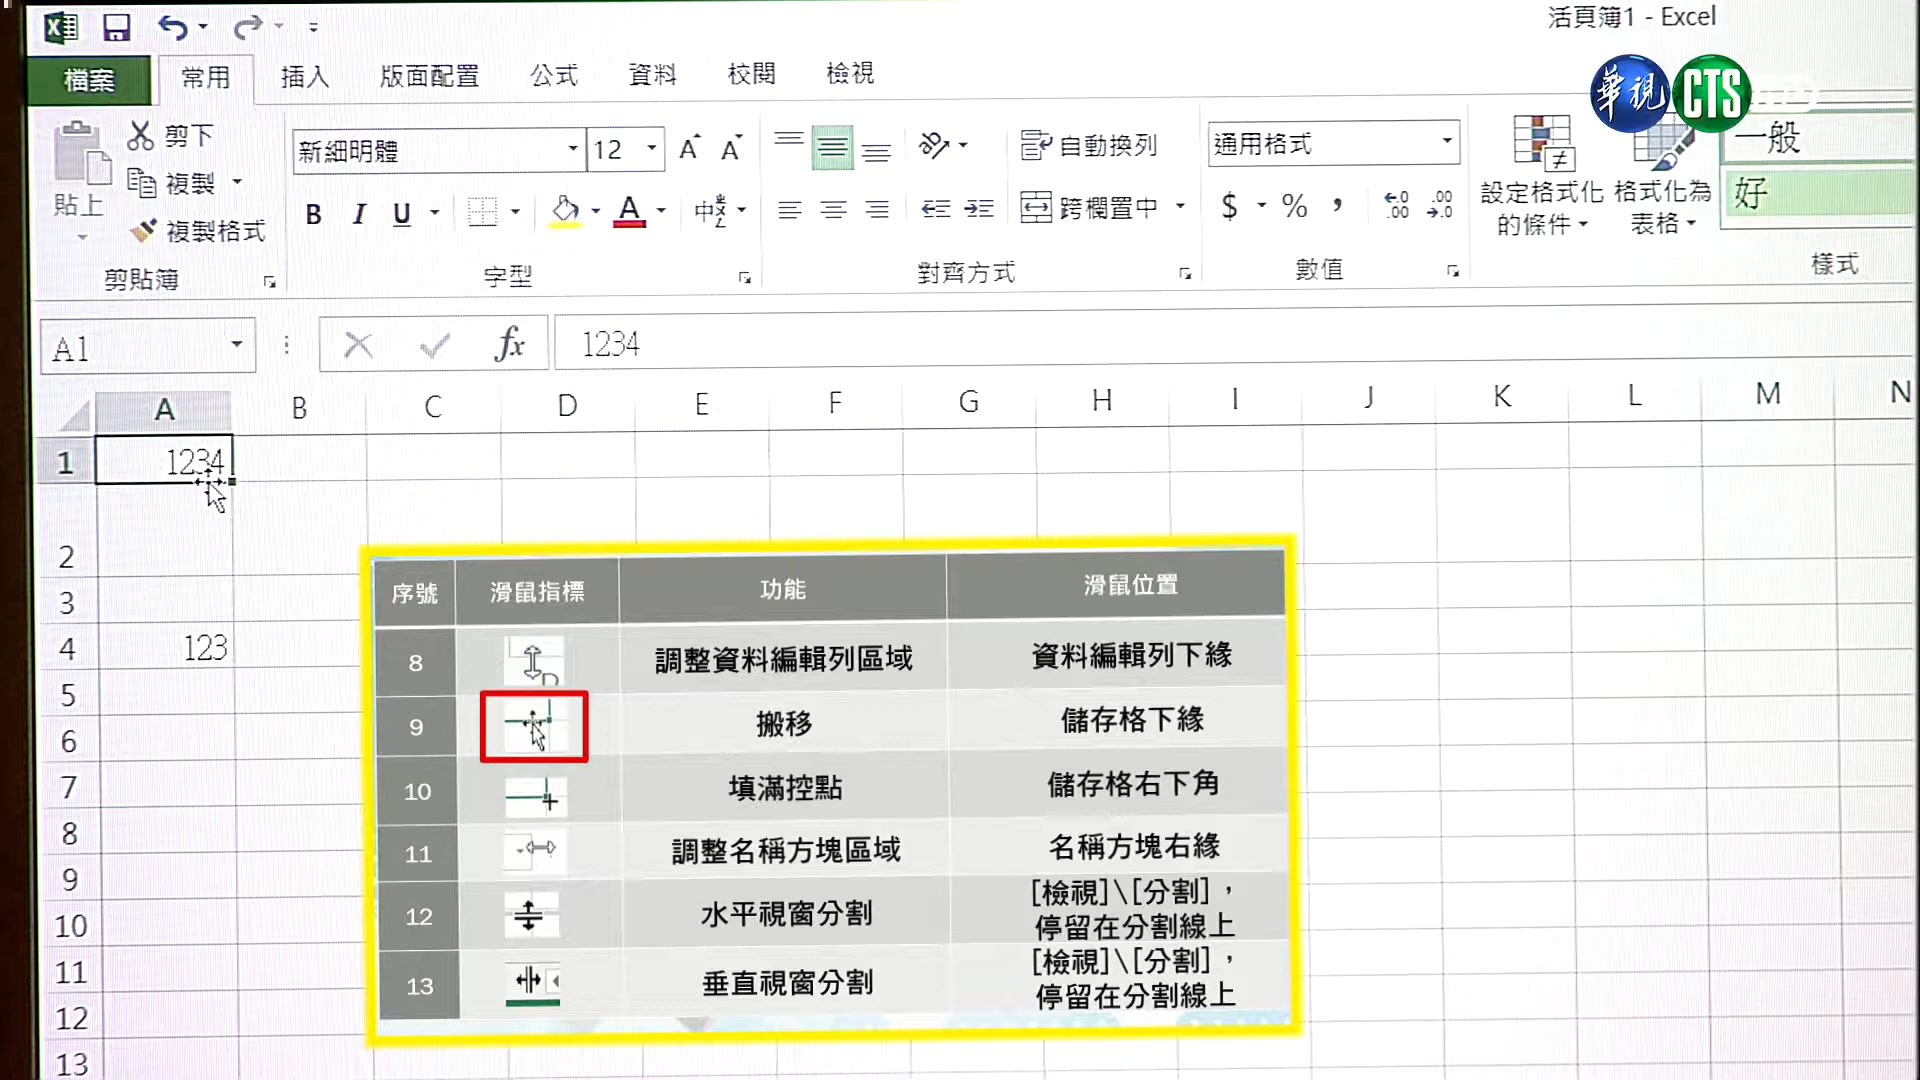 活頁簿1 - Excel
檔案 常用 插入 版面配置 公式 資料 校閱 檢視
華視 CTS
剪下
複製
貼上
複製格式
剪貼簿
新細明體 12
B I U A 中
字型
自動換列
跨欄置中
對齊方式
通用格式
$ % ,
數值
設定格式化
的條件
格式化為
表格
一般
好
樣式
A1 fx 1234
A B C D E F G H I J K L M N
1 1234
2
3
4 123
5
6
7
8
9
10
11
12
13
序號 滑鼠指標 功能 滑鼠位置
8 調整資料編輯列區域 資料編輯列下緣
9 搬移 儲存格下緣
10 填滿控點 儲存格右下角
11 調整名稱方塊區域 名稱方塊右緣
12 水平視窗分割 [檢視]\[分割]，
停留在分割線上
13 垂直視窗分割 [檢視]\[分割]，
停留在分割線上